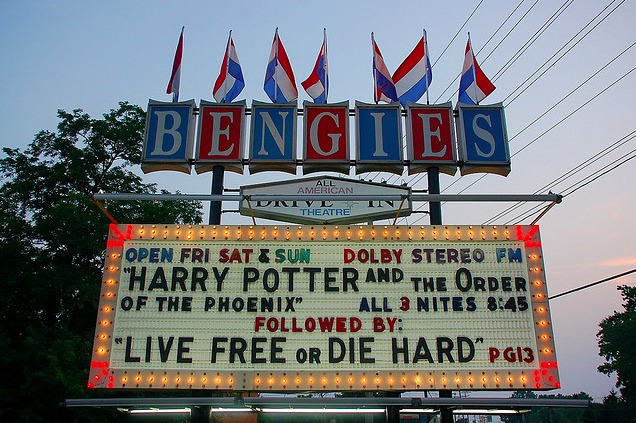 BENGIES
ALL
AMERICAN
DRIVE IN
THEATRE
OPEN FRI SAT & SUN DOLBY STEREO FM
"HARRY POTTER AND THE ORDER
OF THE PHOENIX" ALL 3 NITES 8:45
FOLLOWED BY:
"LIVE FREE OR DIE HARD" PG13